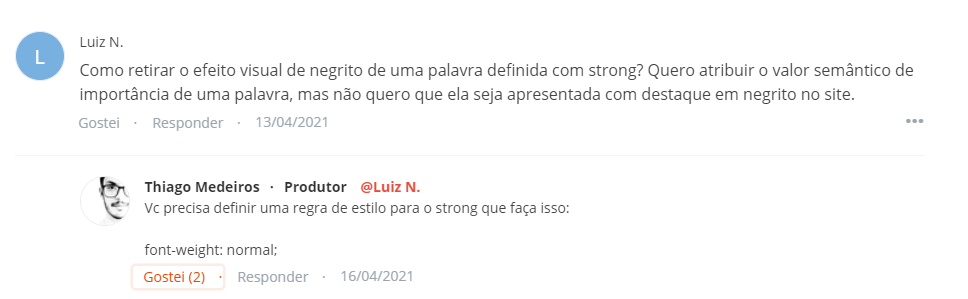 L
Luiz N.
Como retirar o efeito visual de negrito de uma palavra definida com strong? Quero atribuir o valor semântico de
importância de uma palavra, mas não quero que ela seja apresentada com destaque em negrito no site.
Gostei · Responder · 13/04/2021
Thiago Medeiros · Produtor @Luiz N.
Vc precisa definir uma regra de estilo para o strong que faça isso:
font-weight: normal;
Gostei (2) · Responder · 16/04/2021